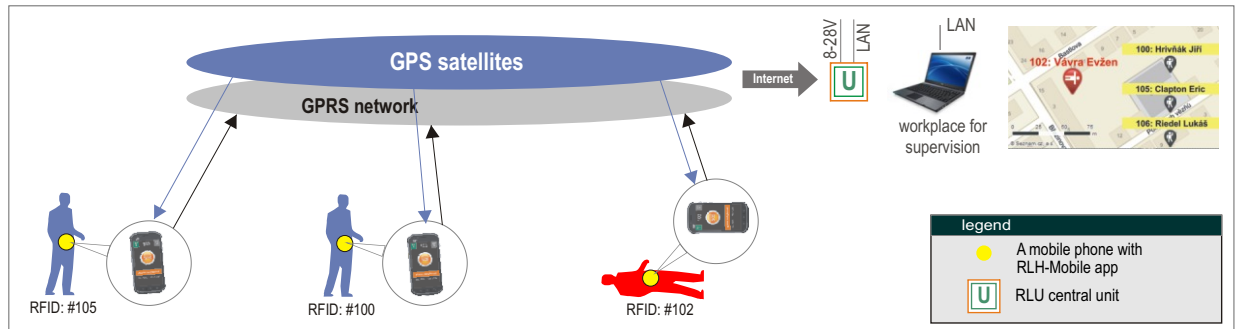 GPS satellites
GPRS network
Internet
8-28V
LAN
U
LAN
workplace for
supervision
Bastlová
100: Hrivňák Jiří
102: Vávra Evžen
105: Clapton Eric
106: Riedel Lukáš
RFID: #105
RFID: #100
RFID: #102
legend
A mobile phone with
RLH-Mobile app
U
RLU central unit